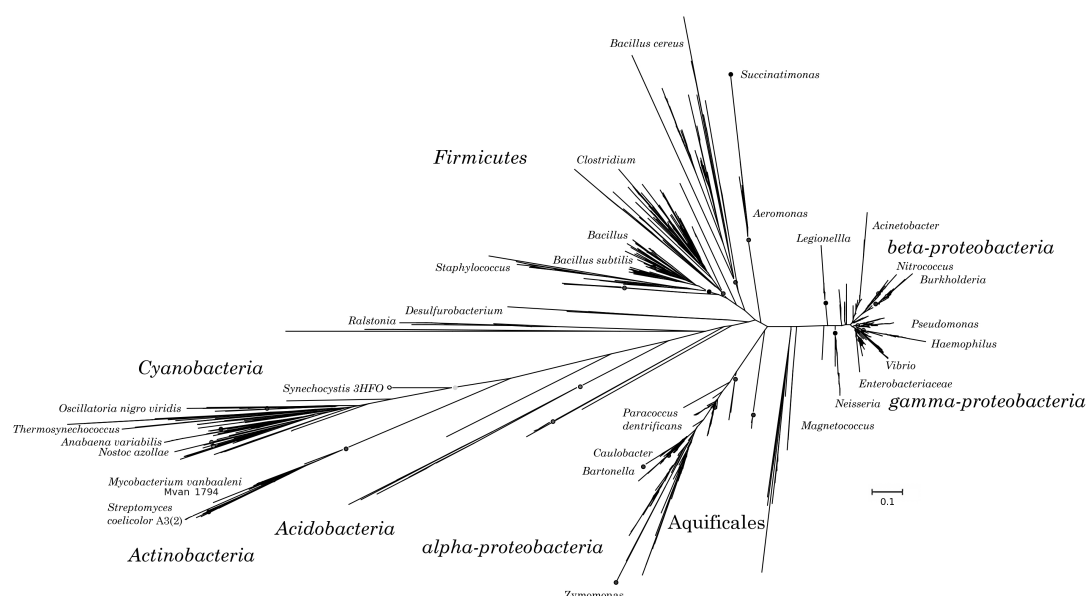 Bacillus cereus
Succinatimonas
Firmicutes
Clostridium
Aeromonas
Acinetobacter
Bacillus
Legionellla
beta-proteobacteria
Bacillus subtilis
Staphylococcus
Nitrococcus
Burkholderia
Desulfurobacterium
Ralstonia
Pseudomonas
Haemophilus
Cyanobacteria
Vibrio
Synechocystis 3HFO
Enterobacteriaceae
Neisseria
gamma-proteobacteria
Oscillatoria nigro viridis
Paracoccus
dentrificans
Thermosynechococcus
Magnetococcus
Anabaena variabilis
Nostoc azollae
Caulobacter
Bartonella
Mycobacterium vanbaaleni
Mvan 1794
0.1
Streptomyces
coelicolor A3(2)
Acidobacteria
Aquificales
Actinobacteria
alpha-proteobacteria
Zymomonas